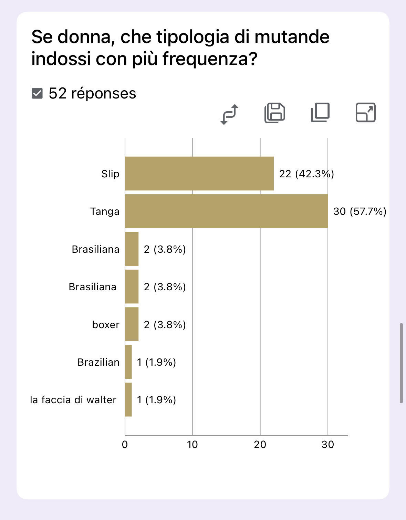 Se donna, che tipologia di mutande
indossi con più frequenza?
52 réponses
Slip 22 (42.3%)
Tanga 30 (57.7%)
Brasiliana 2 (3.8%)
Brasiliana 2 (3.8%)
boxer 2 (3.8%)
Brazilian 1 (1.9%)
la faccia di walter 1 (1.9%)
0 10 20 30